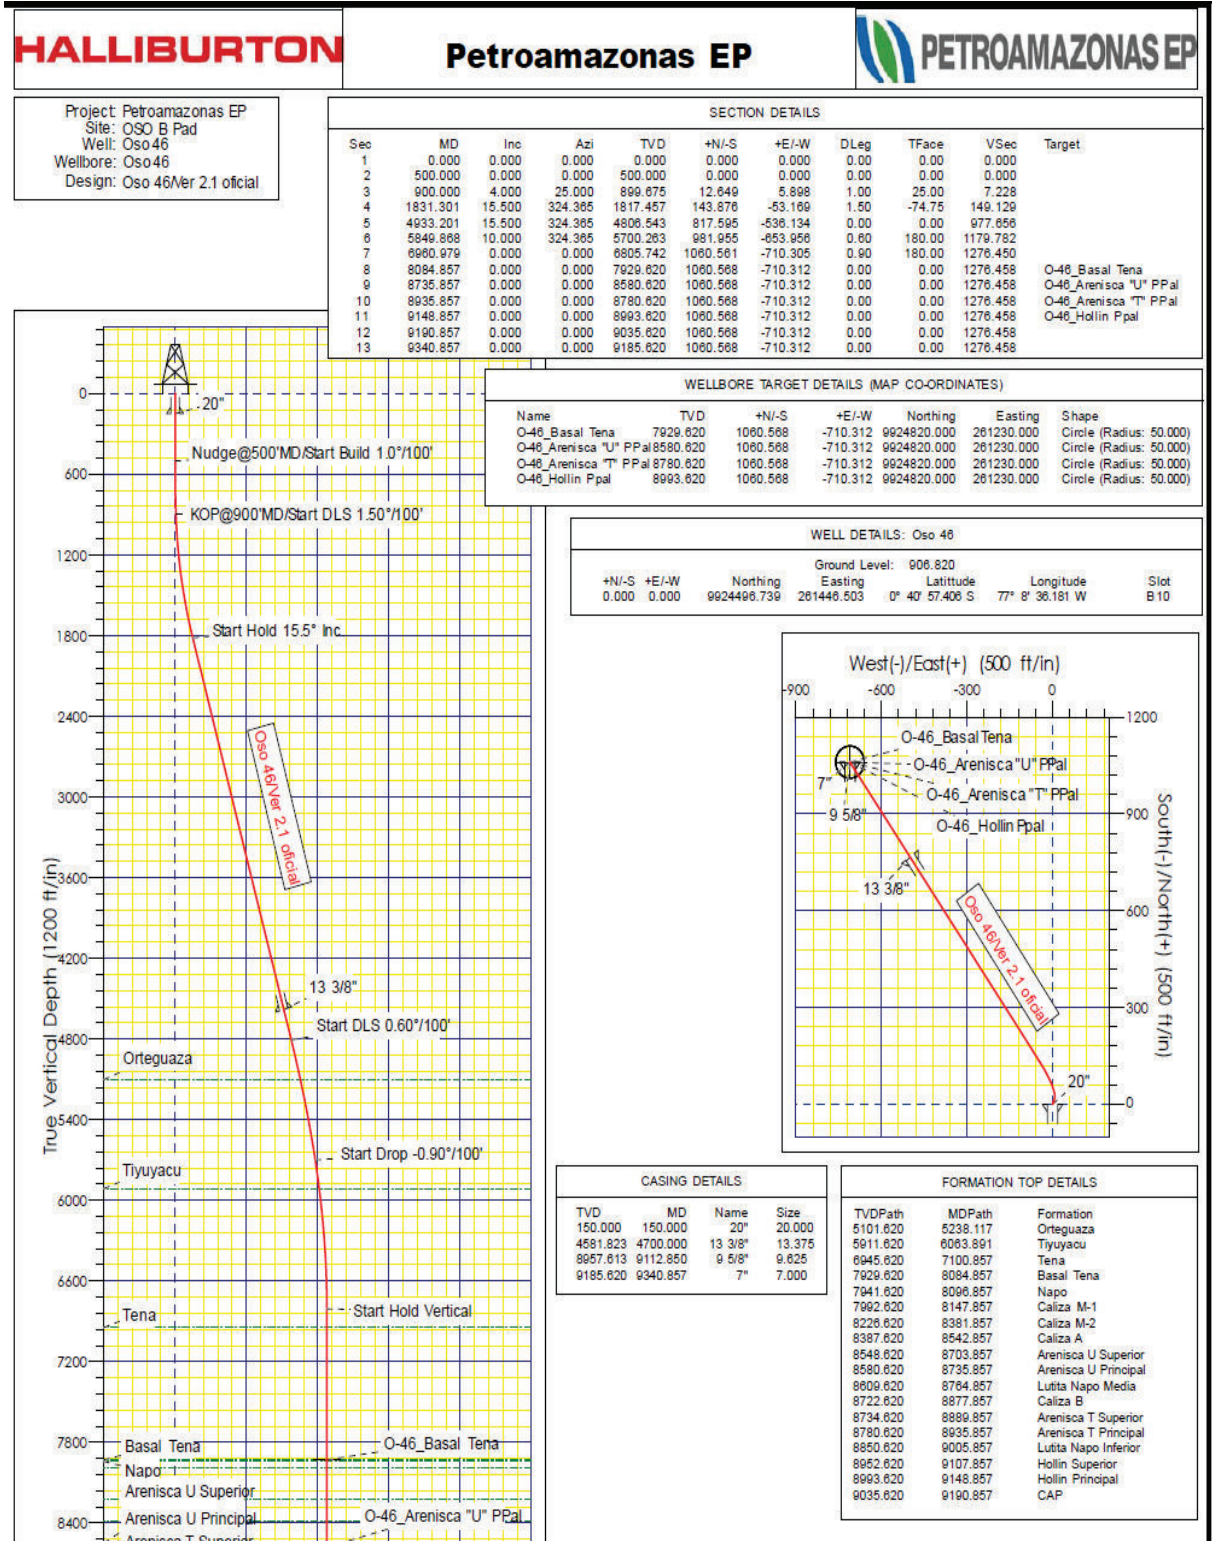 HALLIBURTON
Petroamazonas EP
PETROAMAZONAS EP
Project: Petroamazonas EP
Site: OSO B Pad
Well: Oso 46
Wellbore: Oso 46
Design: Oso 46/Ver 2.1 oficial
SECTION DETAILS
Sec MD Inc Azi TVD +N/-S +E/-W DLeg TFace VSec Target
1 0.000 0.000 0.000 0.000 0.000 0.000 0.00 0.00 0.000
2 500.000 0.000 0.000 500.000 0.000 0.000 0.00 0.00 0.000
3 900.000 4.000 25.000 899.675 12.649 5.898 1.00 25.00 7.228
4 1831.301 15.500 324.365 1817.457 143.876 -53.169 1.50 -74.75 149.129
5 4933.201 15.500 324.365 4806.543 817.595 -536.134 0.00 0.00 977.656
6 5849.868 10.000 324.365 5700.263 981.955 -653.956 0.60 180.00 1179.782
7 6960.979 0.000 0.000 6805.742 1060.561 -710.305 0.90 180.00 1276.450
8 8084.857 0.000 0.000 7929.620 1060.568 -710.312 0.00 0.00 1276.458 O-46_Basal Tena
9 8735.857 0.000 0.000 8580.620 1060.568 -710.312 0.00 0.00 1276.458 O-46_Arenisca "U" PPal
10 8935.857 0.000 0.000 8780.620 1060.568 -710.312 0.00 0.00 1276.458 O-46_Arenisca "T" PPal
11 9148.857 0.000 0.000 8993.620 1060.568 -710.312 0.00 0.00 1276.458 O-46_Hollin Ppal
12 9190.857 0.000 0.000 9035.620 1060.568 -710.312 0.00 0.00 1276.458
13 9340.857 0.000 0.000 9185.620 1060.568 -710.312 0.00 0.00 1276.458
WELLBORE TARGET DETAILS (MAP CO-ORDINATES)
Name TVD +N/-S +E/-W Northing Easting Shape
O-46_Basal Tena 7929.620 1060.568 -710.312 9924820.000 261230.000 Circle (Radius: 50.000)
O-46_Arenisca "U" PPal 8580.620 1060.568 -710.312 9924820.000 261230.000 Circle (Radius: 50.000)
O-46_Arenisca "T" PPal 8780.620 1060.568 -710.312 9924820.000 261230.000 Circle (Radius: 50.000)
O-46_Hollin Ppal 8993.620 1060.568 -710.312 9924820.000 261230.000 Circle (Radius: 50.000)
WELL DETAILS: Oso 46
Ground Level: 906.820
+N/-S +E/-W Northing Easting Latittude Longitude Slot
0.000 0.000 9924496.739 261446.503 0° 40' 57.406 S 77° 8' 36.181 W B10
True Vertical Depth (1200 ft/in)
0
600
1200
1800
2400
3000
3600
4200
4800
5400
6000
6600
7200
7800
8400
20"
Nudge@500'MD/Start Build 1.0°/100'
KOP@900'MD/Start DLS 1.50°/100'
Start Hold 15.5° Inc
Oso 46/Ver 2.1 oficial
13 3/8"
Start DLS 0.60°/100'
Orteguaza
Start Drop -0.90°/100'
Tiyuyacu
Start Hold Vertical
Tena
O-46_Basal Tena
Basal Tena
Napo
Arenisca U Superior
Arenisca U Principal
O-46_Arenisca "U" PPal
Arenisca T Superior
West(-)/East(+) (500 ft/in)
-900 -600 -300 0
1200
900
600
300
0
South(-)/North(+) (500 ft/in)
O-46_Basal Tena
O-46_Arenisca "U" PPal
O-46_Arenisca "T" PPal
O-46_Hollin Ppal
7"
9 5/8"
13 3/8"
Oso 46/Ver 2.1 oficial
20"
CASING DETAILS
TVD MD Name Size
150.000 150.000 20" 20.000
4581.823 4700.000 13 3/8" 13.375
8957.613 9112.850 9 5/8" 9.625
9185.620 9340.857 7" 7.000
FORMATION TOP DETAILS
TVDPath MDPath Formation
5101.620 5238.117 Orteguaza
5911.620 6063.891 Tiyuyacu
6945.620 7100.857 Tena
7929.620 8084.857 Basal Tena
7941.620 8096.857 Napo
7992.620 8147.857 Caliza M-1
8226.620 8381.857 Caliza M-2
8387.620 8542.857 Caliza A
8548.620 8703.857 Arenisca U Superior
8580.620 8735.857 Arenisca U Principal
8609.620 8764.857 Lutita Napo Media
8722.620 8877.857 Caliza B
8734.620 8889.857 Arenisca T Superior
8780.620 8935.857 Arenisca T Principal
8850.620 9005.857 Lutita Napo Inferior
8952.620 9107.857 Hollin Superior
8993.620 9148.857 Hollin Principal
9035.620 9190.857 CAP